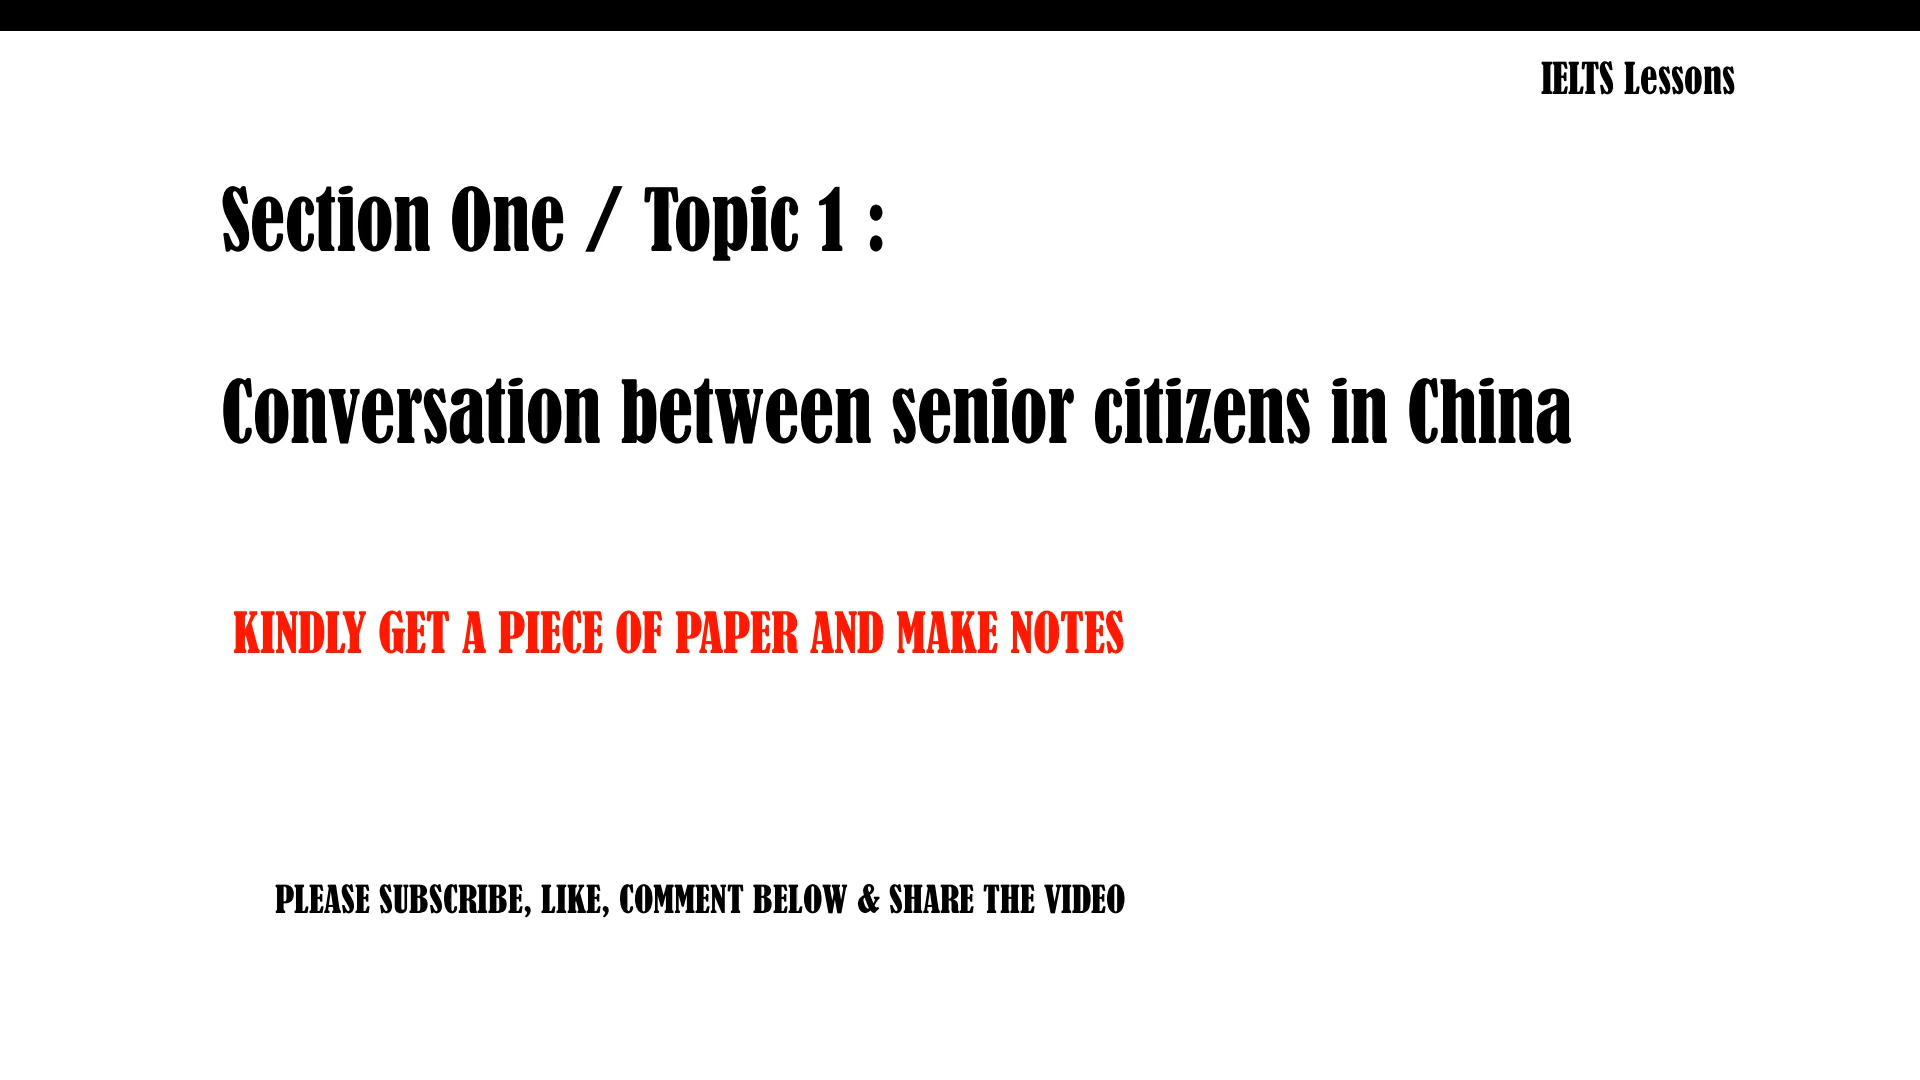 IELTS Lessons
Section One / Topic 1 :
Conversation between senior citizens in China
KINDLY GET A PIECE OF PAPER AND MAKE NOTES
PLEASE SUBSCRIBE, LIKE, COMMENT BELOW & SHARE THE VIDEO